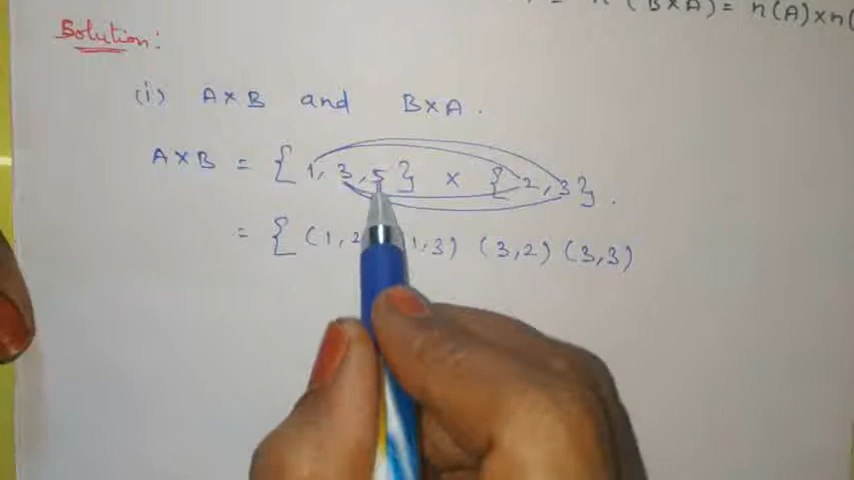 (B×A) = n(A)×n(
Solution:
(i) A×B and B×A.
A×B = { 1, 3, 5 } × { 2, 3 }.
= { (1, 2 1, 3) (3, 2) (3, 3)